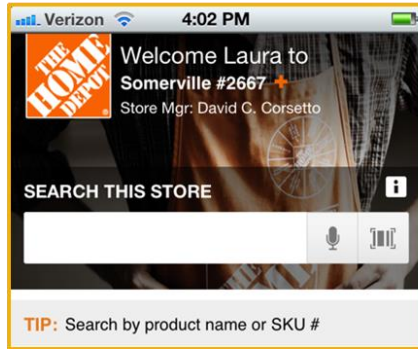 Verizon 4:02 PM
THE
HOME
DEPOT
Welcome Laura to
Somerville #2667 +
Store Mgr: David C. Corsetto
SEARCH THIS STORE
i
TIP: Search by product name or SKU #